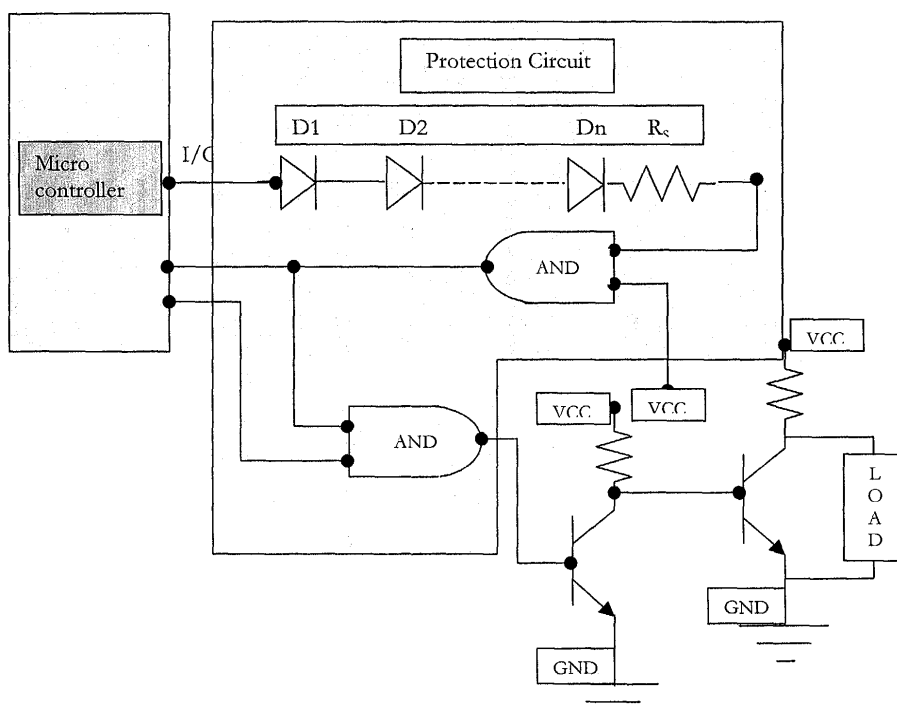 Protection Circuit
D1 D2 Dn Rs
I/C
Micro
controller
AND
VCC
VCC
VCC
AND
L
O
A
D
GND
GND